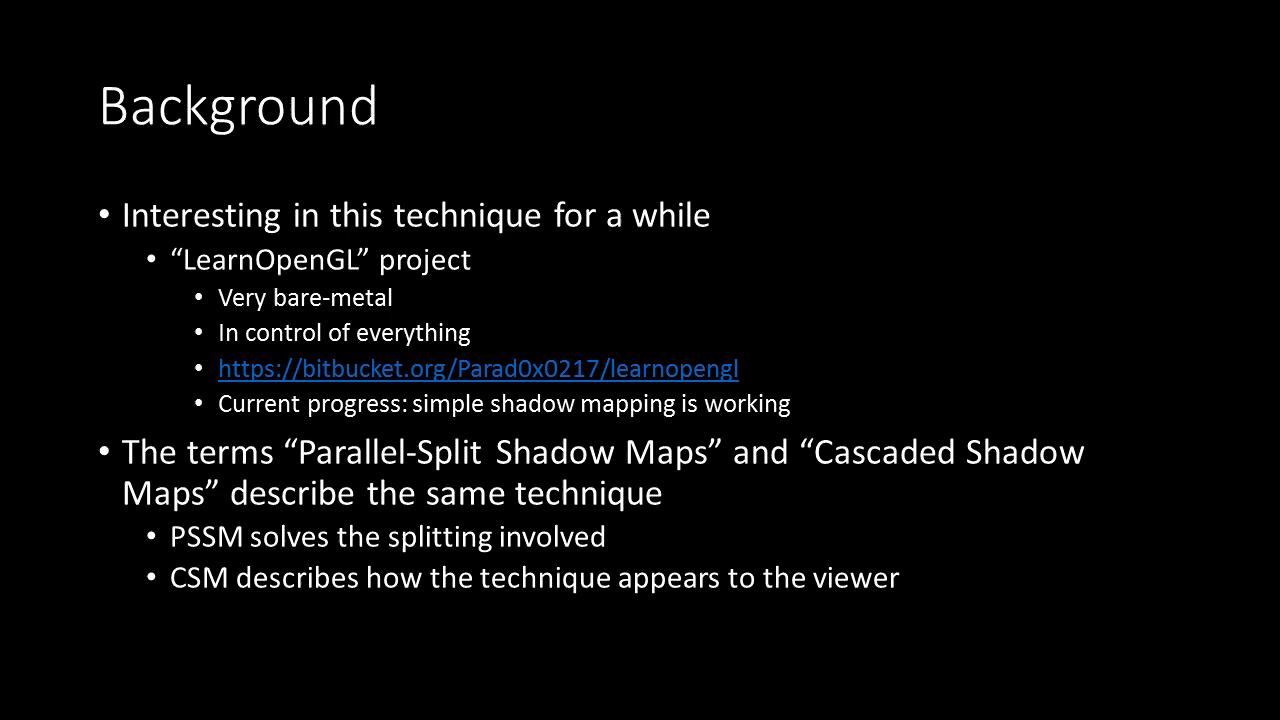 Background
• Interesting in this technique for a while
• “LearnOpenGL” project
• Very bare-metal
• In control of everything
• https://bitbucket.org/Parad0x0217/learnopengl
• Current progress: simple shadow mapping is working
• The terms “Parallel-Split Shadow Maps” and “Cascaded Shadow
Maps” describe the same technique
• PSSM solves the splitting involved
• CSM describes how the technique appears to the viewer